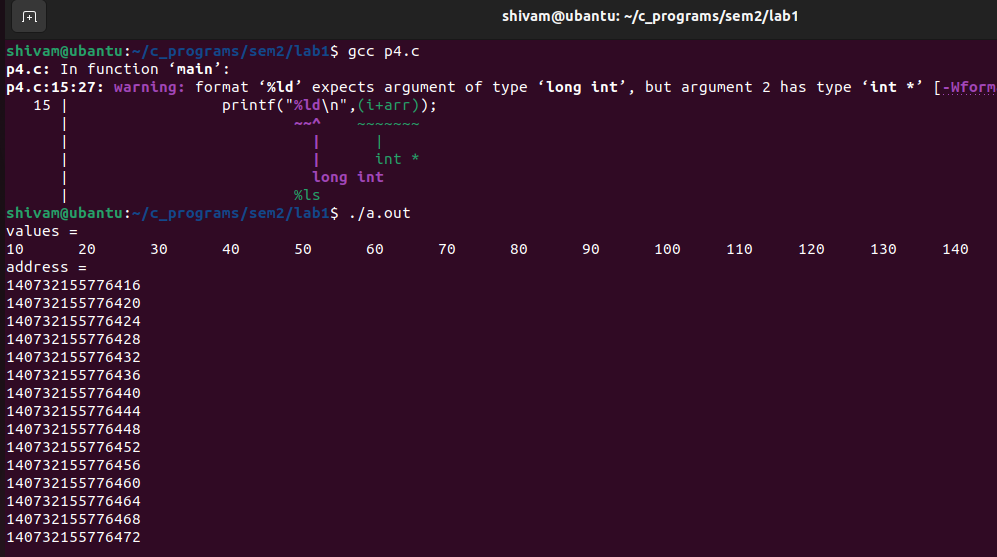 shivam@ubantu: ~/c_programs/sem2/lab1
shivam@ubantu:~/c_programs/sem2/lab1$ gcc p4.c
p4.c: In function ‘main’:
p4.c:15:27: warning: format ‘%ld’ expects argument of type ‘long int’, but argument 2 has type ‘int *’ [-Wform
   15 |                 printf("%ld\n",(i+arr));
      |                         ~~^    ~~~~~~~
      |                           |      |
      |                           |      int *
      |                           long int
      |                         %ls
shivam@ubantu:~/c_programs/sem2/lab1$ ./a.out
values =
10      20      30      40      50      60      70      80      90      100     110     120     130     140
address =
140732155776416
140732155776420
140732155776424
140732155776428
140732155776432
140732155776436
140732155776440
140732155776444
140732155776448
140732155776452
140732155776456
140732155776460
140732155776464
140732155776468
140732155776472